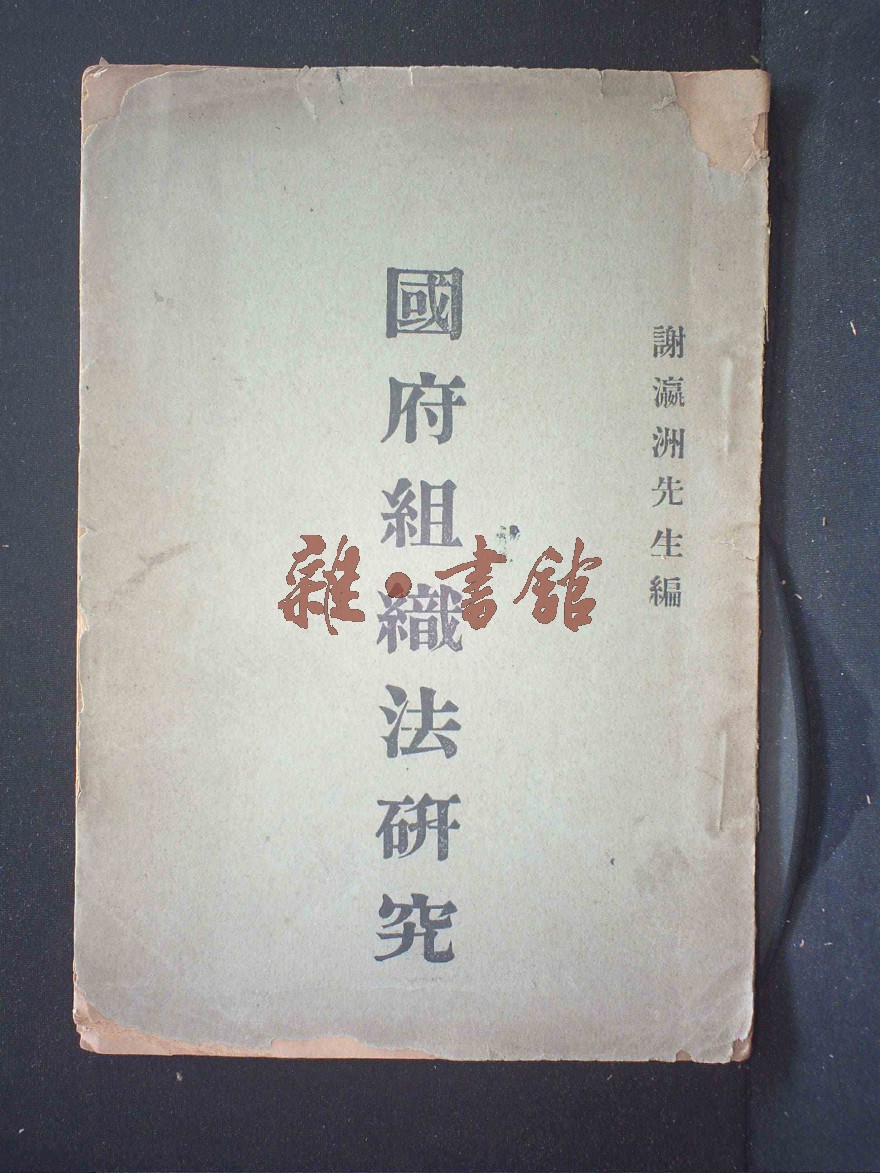 謝瀛洲先生編
國府組織法研究
雜·書館